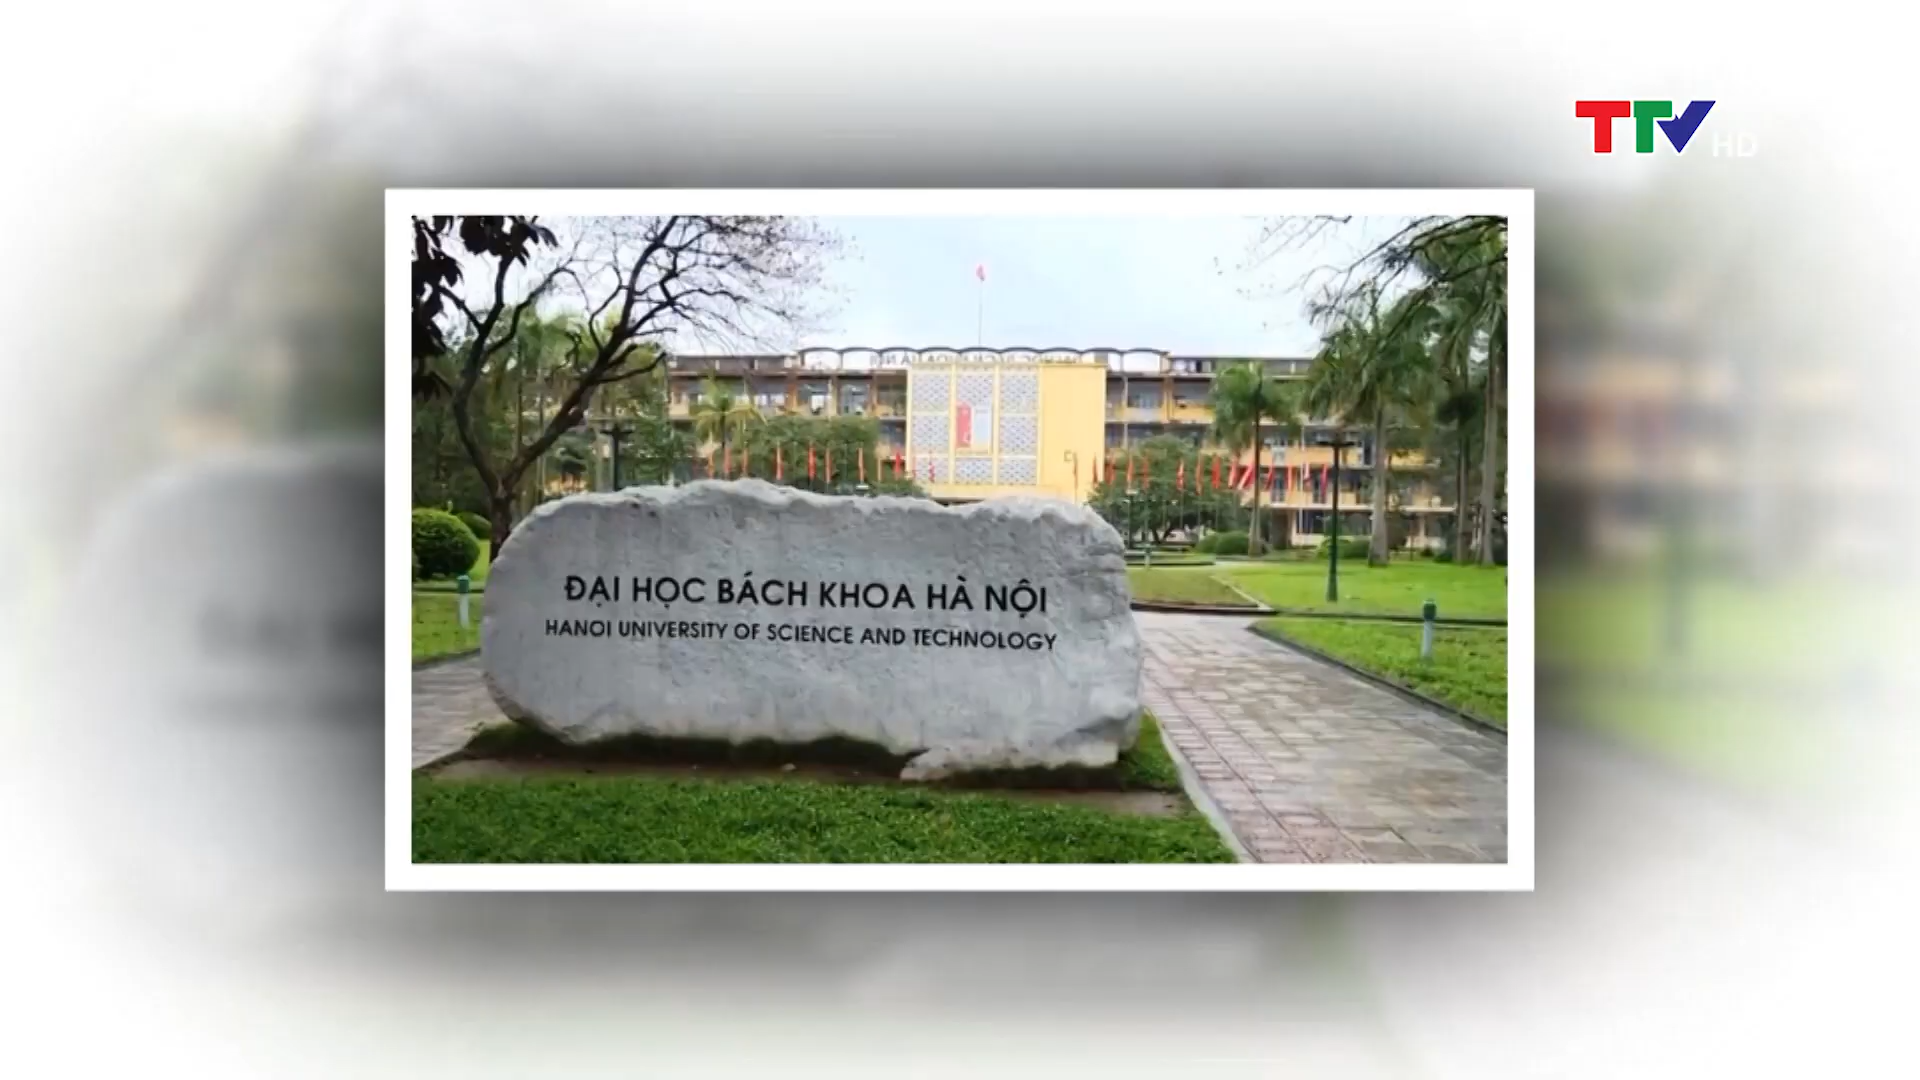 TTV HD
ĐẠI HỌC BÁCH KHOA HÀ NỘI
HANOI UNIVERSITY OF SCIENCE AND TECHNOLOGY